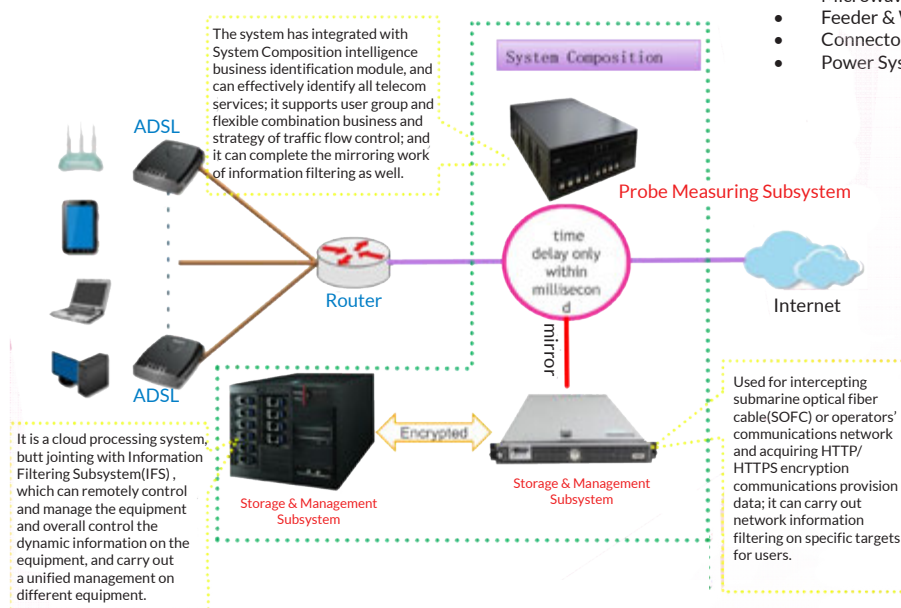 Feeder &
Connecto
Power Sys
The system has integrated with
System Composition intelligence
business identification module, and
can effectively identify all telecom
services; it supports user group and
flexible combination business and
strategy of traffic flow control; and
it can complete the mirroring work
of information filtering as well.
System Composition
ADSL
Probe Measuring Subsystem
time
delay only
within
millisecon
d
Router
Internet
mirror
ADSL
Encrypted
Storage & Management
Subsystem
Storage & Management
Subsystem
It is a cloud processing system,
butt jointing with Information
Filtering Subsystem(IFS) ,
which can remotely control
and manage the equipment
and overall control the
dynamic information on the
equipment, and carry out
a unified management on
different equipment.
Used for intercepting
submarine optical fiber
cable(SOFC) or operators'
communications network
and acquiring HTTP/
HTTPS encryption
communications provision
data; it can carry out
network information
filtering on specific targets
for users.